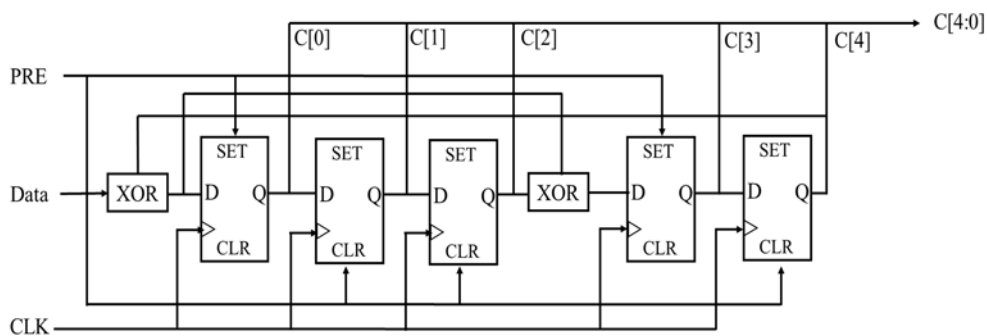 C[4:0]
C[0] C[1] C[2] C[3] C[4]
PRE
SET SET SET SET SET
Data XOR D Q D Q D Q XOR D Q D Q
CLR CLR CLR CLR CLR
CLK